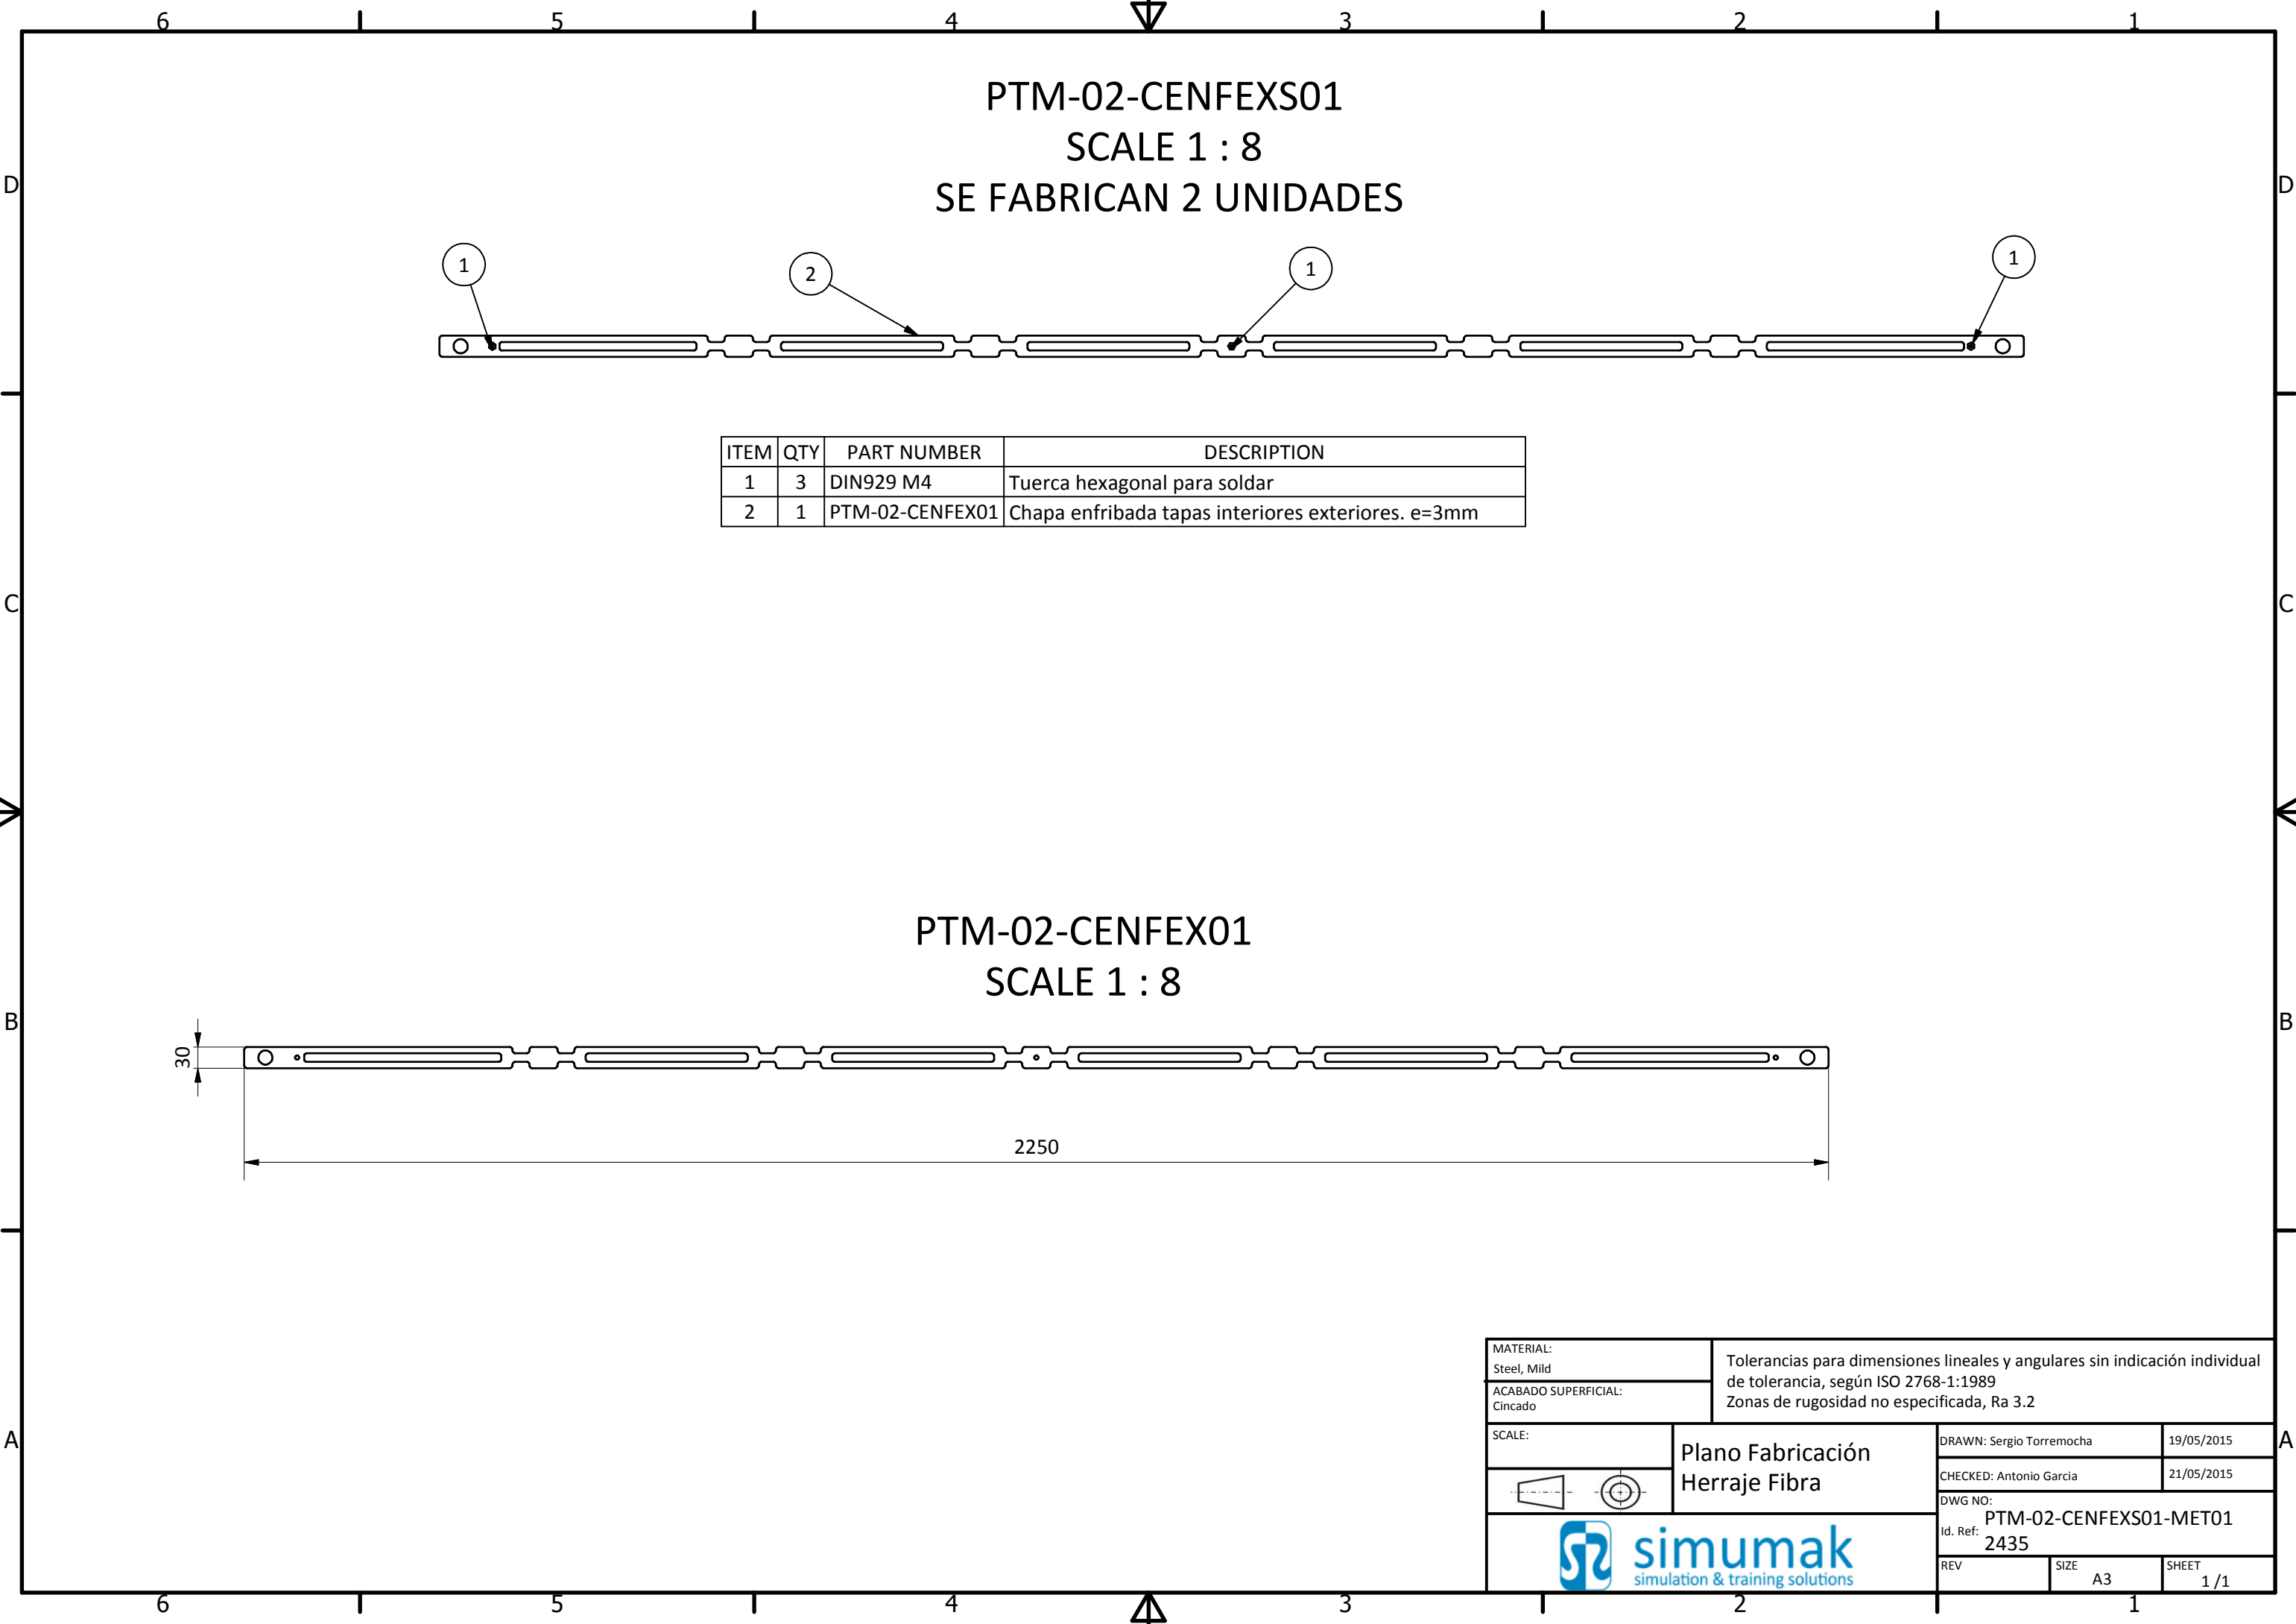 6 5 4 3 2 1
PTM-02-CENFEXS01
SCALE 1 : 8
SE FABRICAN 2 UNIDADES
D D
1 2 1 1
ITEM QTY PART NUMBER DESCRIPTION
1 3 DIN929 M4 Tuerca hexagonal para soldar
2 1 PTM-02-CENFEX01 Chapa enfribada tapas interiores exteriores. e=3mm
C C
PTM-02-CENFEX01
SCALE 1 : 8
B B
30
2250
MATERIAL:
Steel, Mild
ACABADO SUPERFICIAL:
Cincado
Tolerancias para dimensiones lineales y angulares sin indicación individual
de tolerancia, según ISO 2768-1:1989
Zonas de rugosidad no especificada, Ra 3.2
A A
SCALE:
Plano Fabricación
Herraje Fibra
DRAWN: Sergio Torremocha 19/05/2015
CHECKED: Antonio Garcia 21/05/2015
DWG NO:
PTM-02-CENFEXS01-MET01
Id. Ref: 2435
simumak
simulation & training solutions
REV SIZE A3 SHEET 1 /1
6 5 4 3 2 1